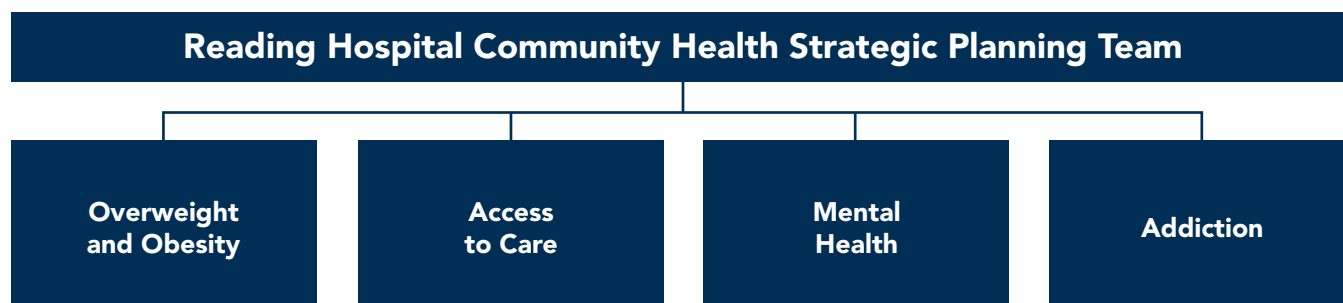 Reading Hospital Community Health Strategic Planning Team
Overweight
and Obesity
Access
to Care
Mental
Health
Addiction